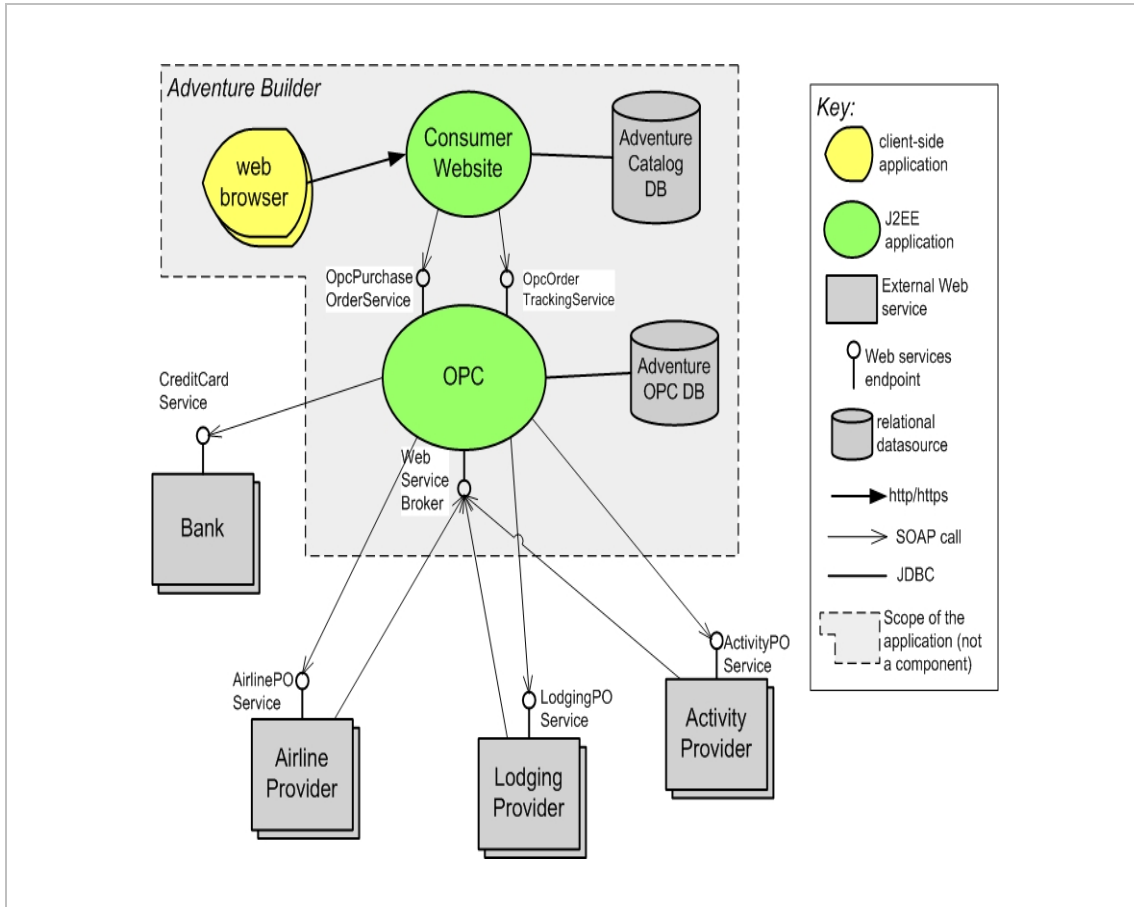 Adventure Builder
web
browser
Consumer
Website
Adventure
Catalog
DB
OpcPurchase
OrderService
OpcOrder
TrackingService
OPC
Adventure
OPC DB
CreditCard
Service
Bank
Web
Service
Broker
AirlinePO
Service
Airline
Provider
LodgingPO
Service
Lodging
Provider
ActivityPO
Service
Activity
Provider
Key:
client-side
application
J2EE
application
External Web
service
Web services
endpoint
relational
datasource
http/https
SOAP call
JDBC
Scope of the
application (not
a component)